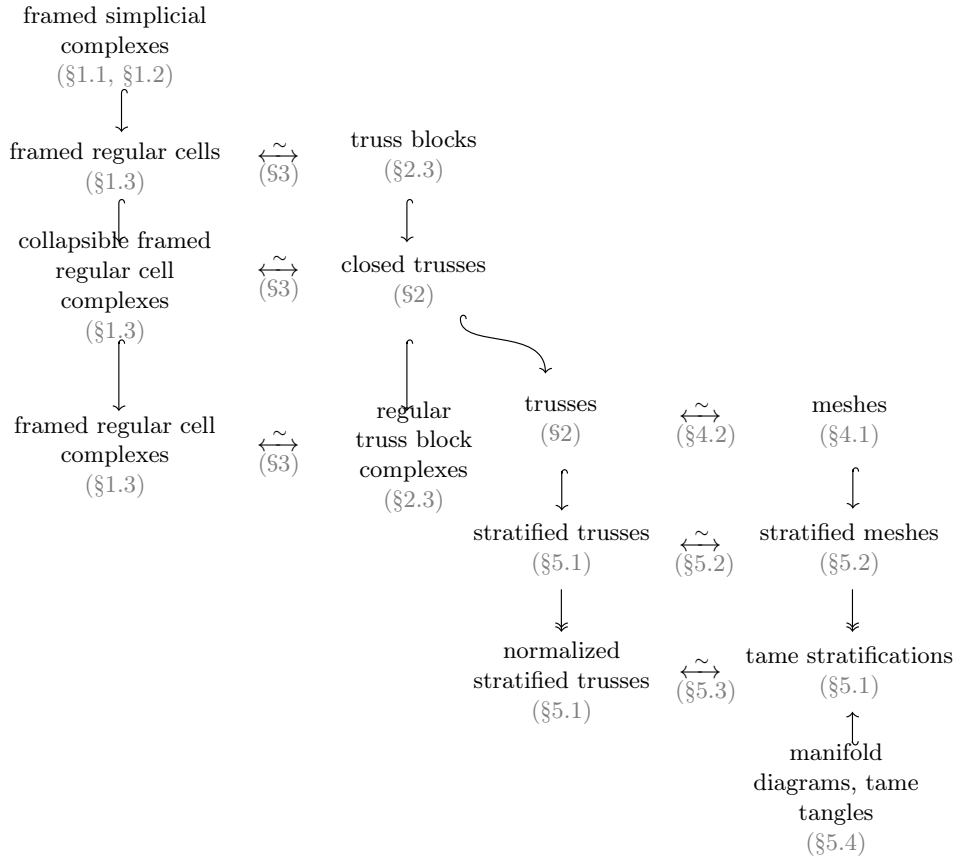 framed simplicial
complexes
(§1.1, §1.2)
framed regular cells
(§1.3)
∼
(§3)
truss blocks
(§2.3)
collapsible framed
regular cell
complexes
(§1.3)
∼
(§3)
closed trusses
(§2)
framed regular cell
complexes
(§1.3)
∼
(§3)
regular
truss block
complexes
(§2.3)
trusses
(§2)
∼
(§4.2)
meshes
(§4.1)
stratified trusses
(§5.1)
∼
(§5.2)
stratified meshes
(§5.2)
normalized
stratified trusses
(§5.1)
∼
(§5.3)
tame stratifications
(§5.1)
manifold
diagrams, tame
tangles
(§5.4)